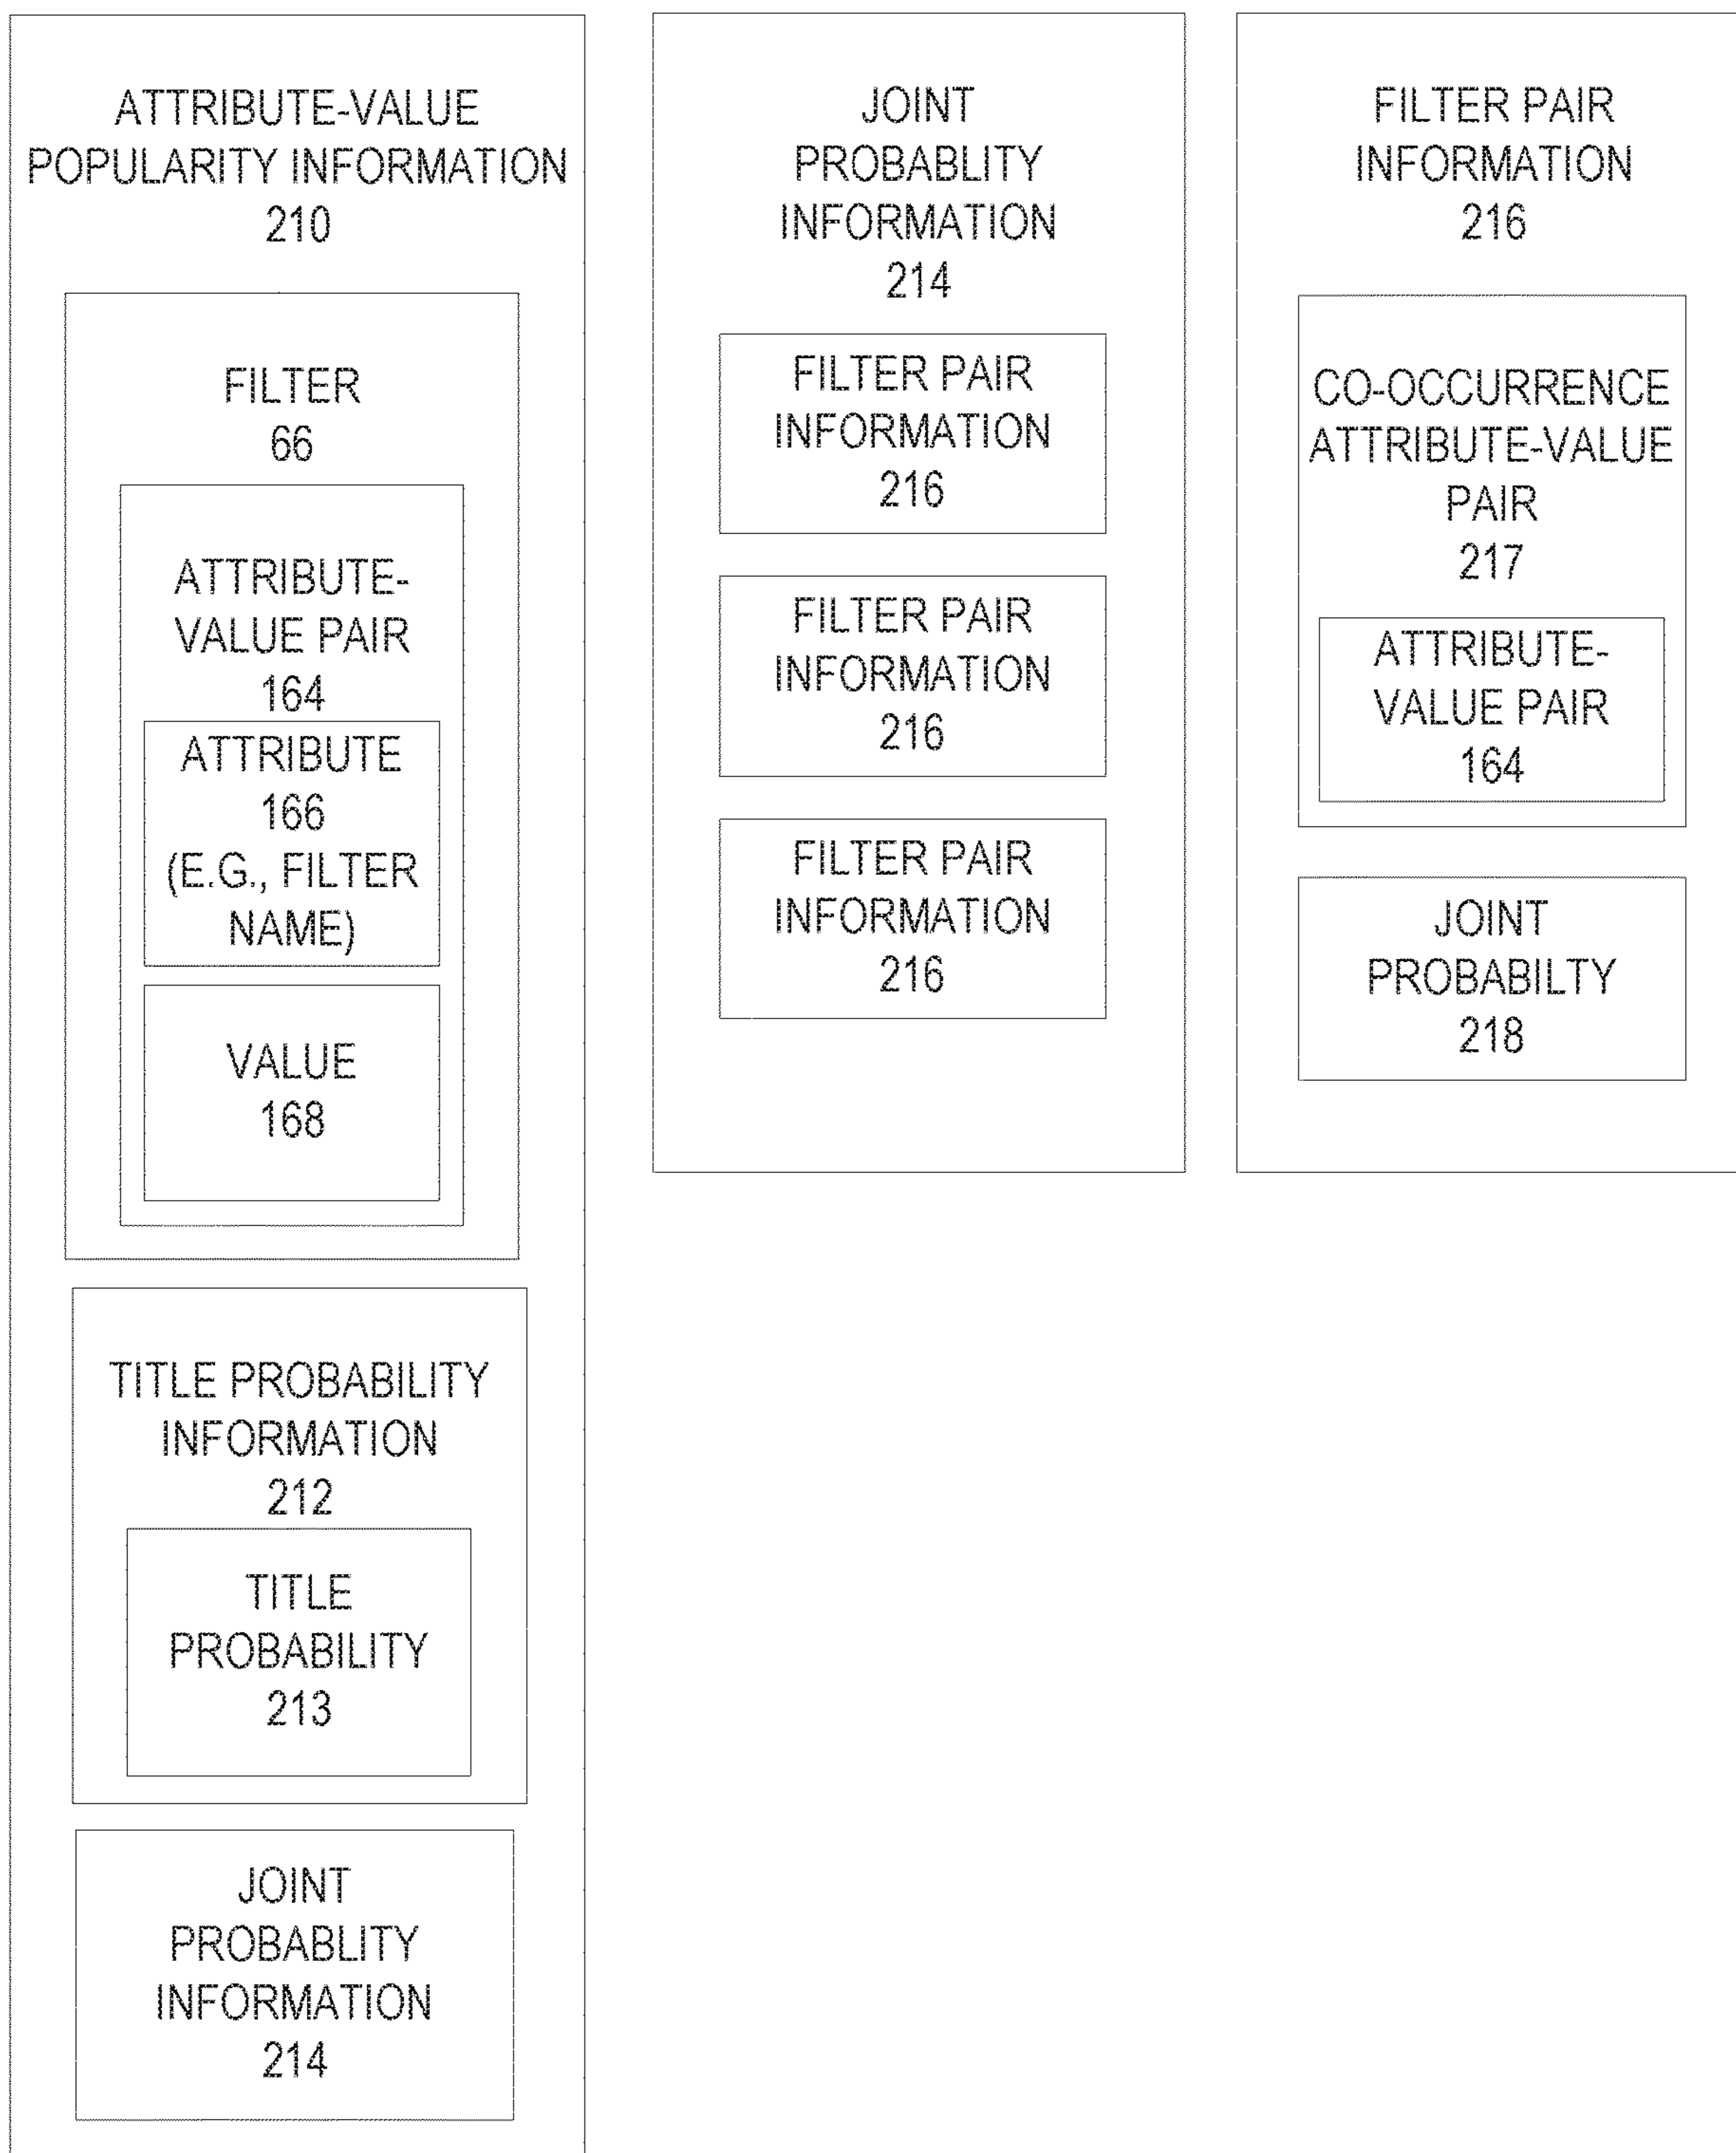 ATTRIBUTE-VALUE
POPULARITY INFORMATION
210
FILTER
66
ATTRIBUTE-
VALUE PAIR
164
ATTRIBUTE
166
(E.G., FILTER
NAME)
VALUE
168
TITLE PROBABILITY
INFORMATION
212
TITLE
PROBABILITY
213
JOINT
PROBABLITY
INFORMATION
214
JOINT
PROBABLITY
INFORMATION
214
FILTER PAIR
INFORMATION
216
FILTER PAIR
INFORMATION
216
FILTER PAIR
INFORMATION
216
FILTER PAIR
INFORMATION
216
CO-OCCURRENCE
ATTRIBUTE-VALUE
PAIR
217
ATTRIBUTE-
VALUE PAIR
164
JOINT
PROBABILTY
218